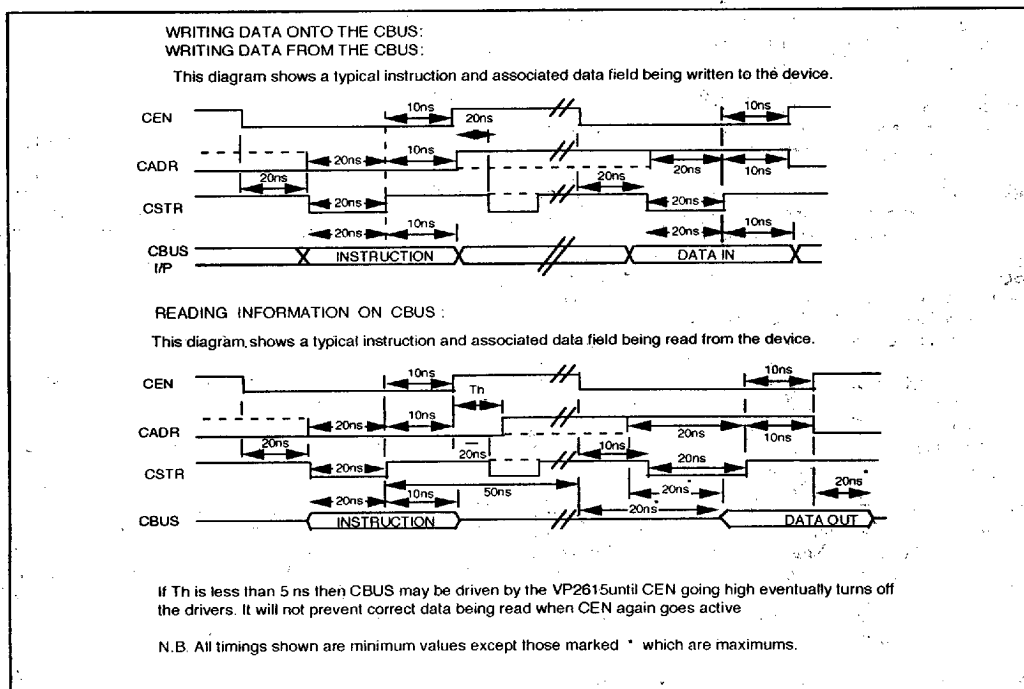 WRITING DATA ONTO THE CBUS:
WRITING DATA FROM THE CBUS:
This diagram shows a typical instruction and associated data field being written to the device.
CEN
10ns
20ns
10ns
CADR
20ns
10ns
20ns
10ns
20ns
20ns
CSTR
20ns
20ns
20ns
10ns
20ns
10ns
CBUS
I/P
INSTRUCTION
DATA IN
READING INFORMATION ON CBUS :
This diagram shows a typical instruction and associated data field being read from the device.
CEN
10ns
Th
10ns
CADR
20ns
10ns
20ns
10ns
20ns
20ns
10ns
CSTR
20ns
20ns
20ns
10ns
50ns
20ns*
20ns*
20ns*
CBUS
INSTRUCTION
DATA OUT
If Th is less than 5 ns then CBUS may be driven by the VP2615until CEN going high eventually turns off
the drivers. It will not prevent correct data being read when CEN again goes active
N.B. All timings shown are minimum values except those marked * which are maximums.